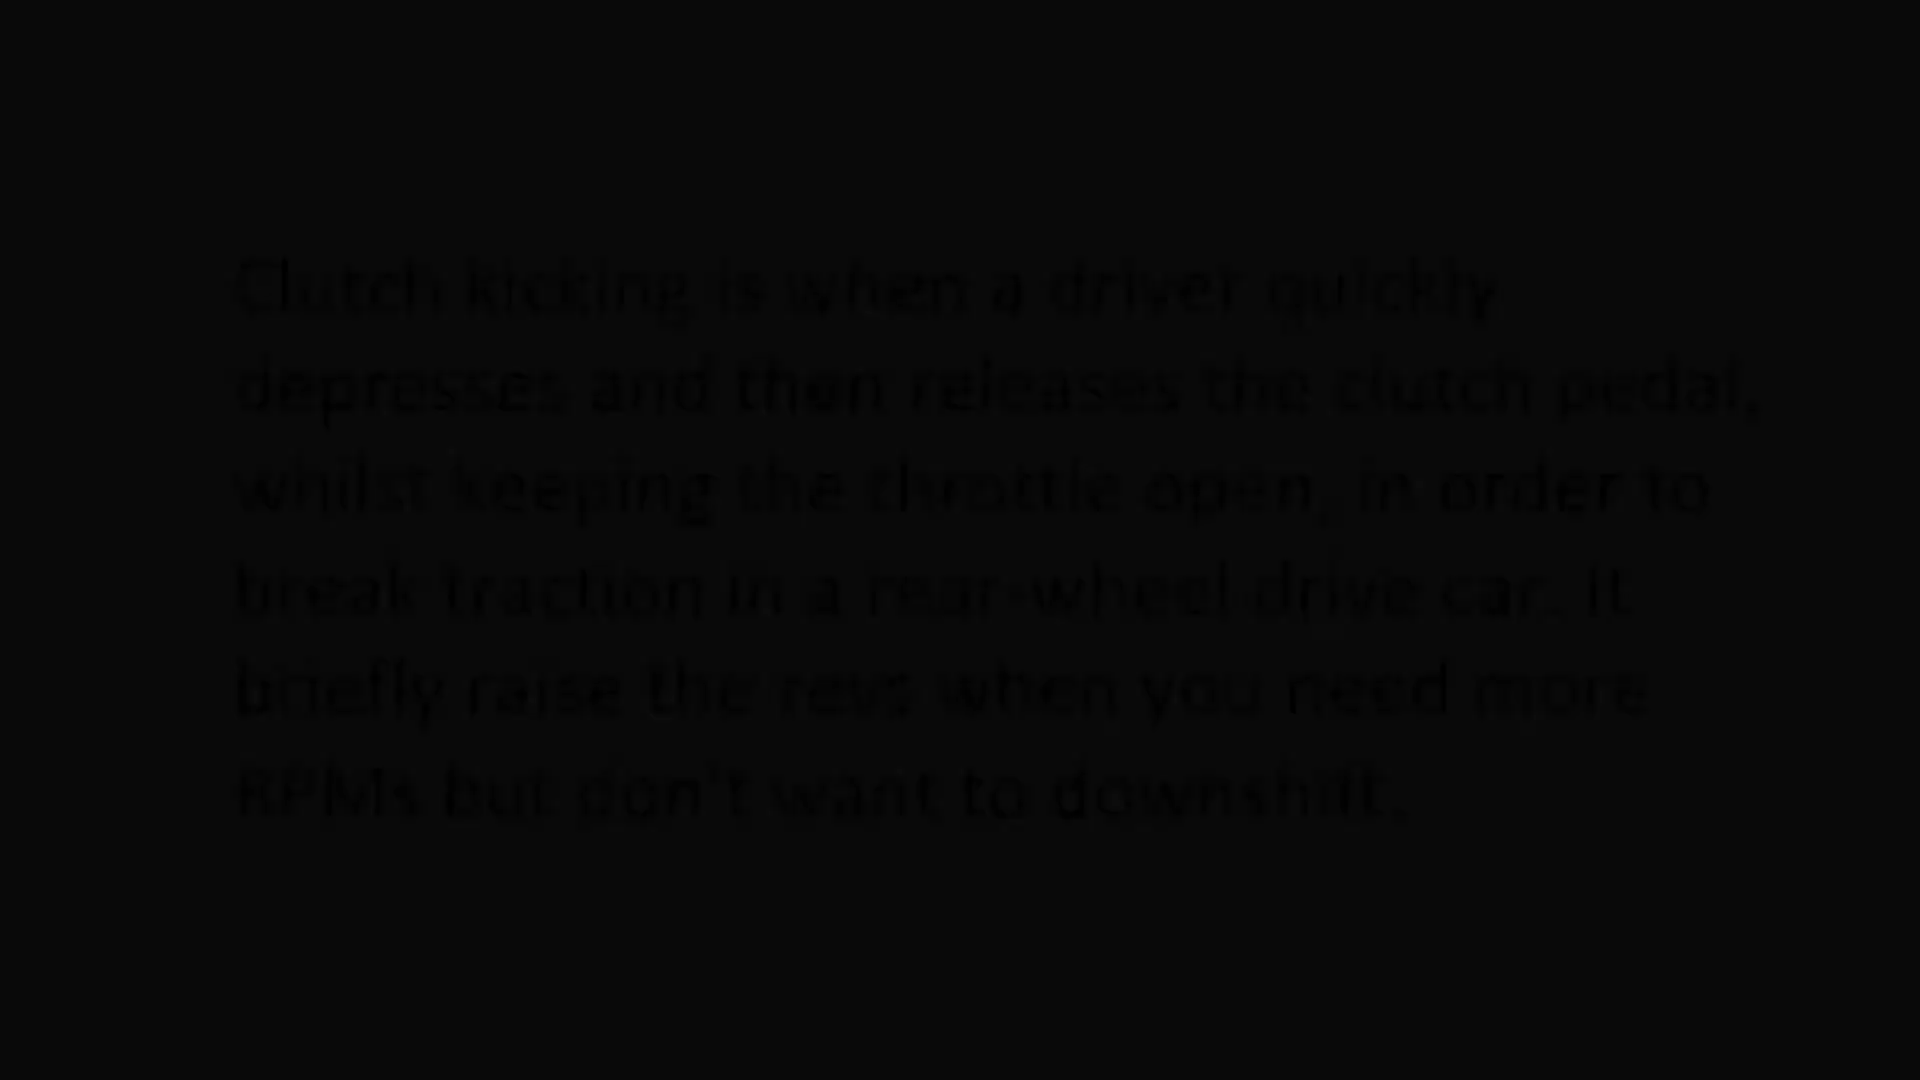 Clutch kicking is when a driver quickly
depresses and then releases the clutch pedal,
whilst keeping the throttle open, in order to
break traction in a rear-wheel drive car. It
briefly raise the revs when you need more
RPMs but don't want to downshift.